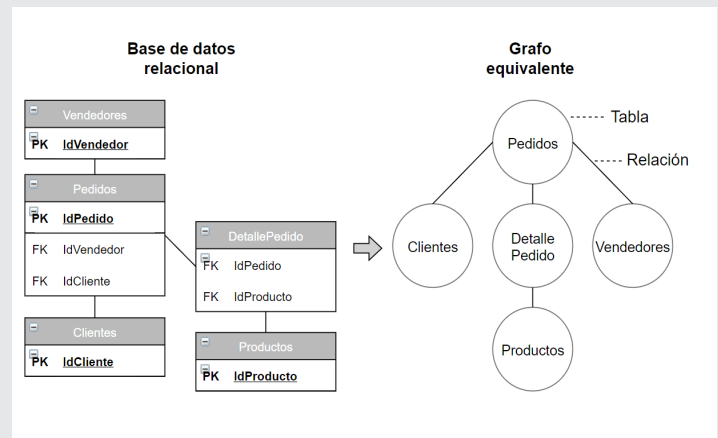 Base de datos
relacional
Vendedores
PK IdVendedor
Pedidos
PK IdPedido
FK IdVendedor
FK IdCliente
Clientes
PK IdCliente
DetallePedido
FK IdPedido
FK IdProducto
Productos
PK IdProducto
Grafo
equivalente
Pedidos
Tabla
Relación
Clientes
Detalle
Pedido
Vendedores
Productos